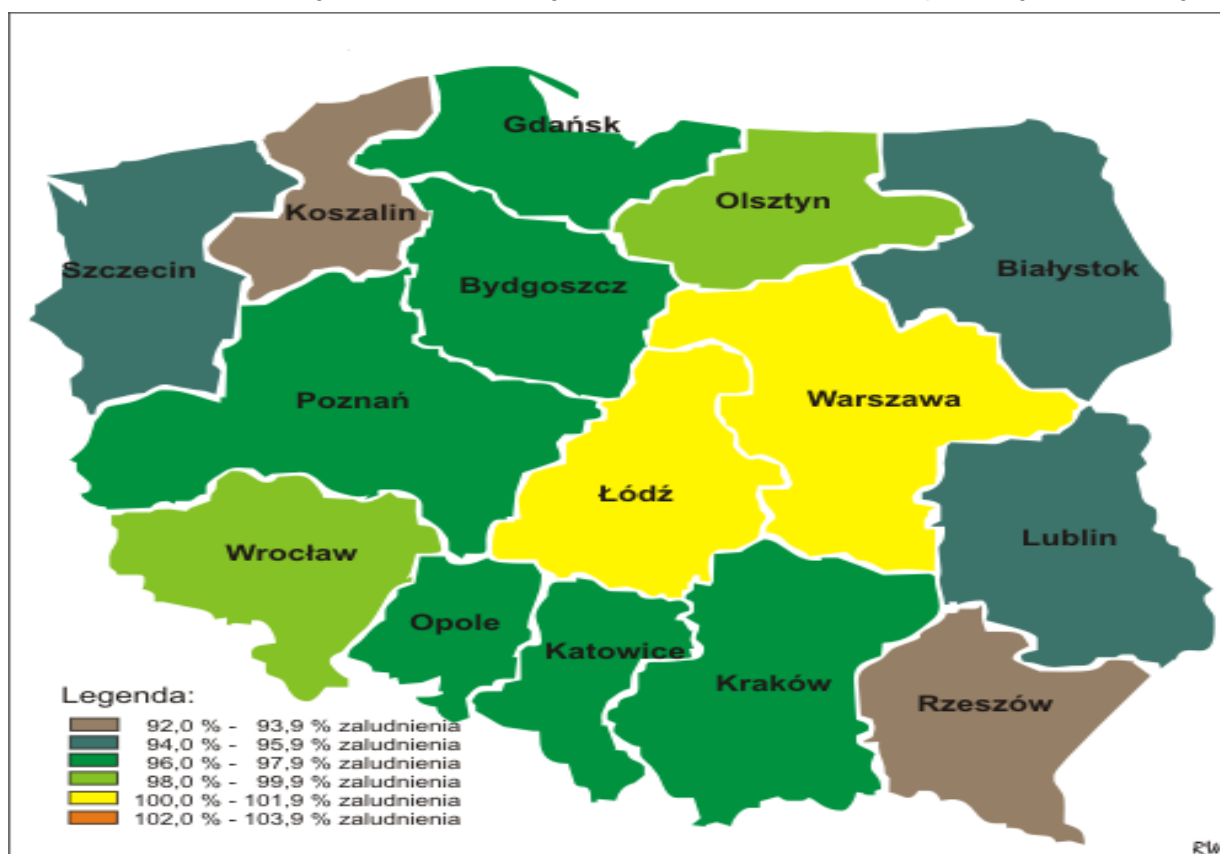 Gdańsk
Olsztyn
Koszalin
Szczecin
Białystok
Bydgoszcz
Poznań
Warszawa
Łódź
Wrocław
Lublin
Opole
Katowice
Kraków
Rzeszów
Legenda:
92,0 % - 93,9 % zaludnienia
94,0 % - 95,9 % zaludnienia
96,0 % - 97,9 % zaludnienia
98,0 % - 99,9 % zaludnienia
100,0 % - 101,9 % zaludnienia
102,0 % - 103,9 % zaludnienia
RW